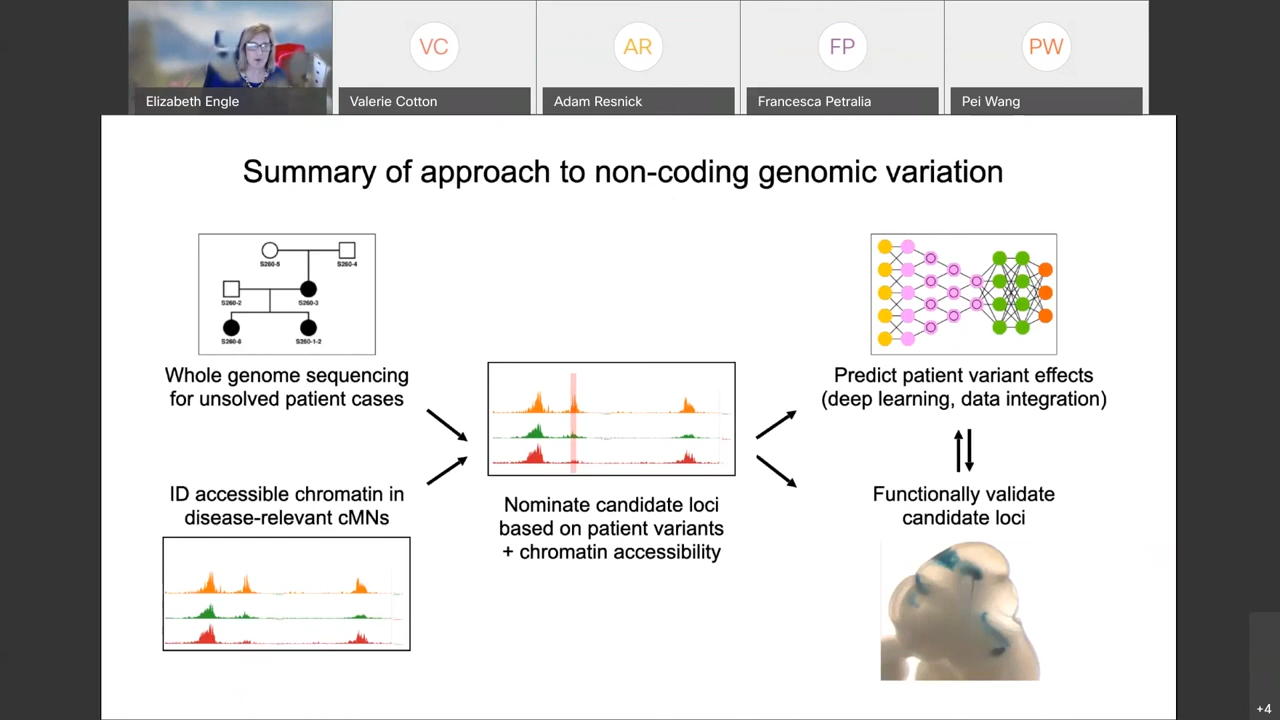 VC
AR
FP
PW
Elizabeth Engle
Valerie Cotton
Adam Resnick
Francesca Petralia
Pei Wang
Summary of approach to non-coding genomic variation
S260-5
S260-4
S260-2
S260-3
S260-6
S260-1-2
Whole genome sequencing
for unsolved patient cases
ID accessible chromatin in
disease-relevant cMNs
Nominate candidate loci
based on patient variants
+ chromatin accessibility
Predict patient variant effects
(deep learning, data integration)
Functionally validate
candidate loci
+4